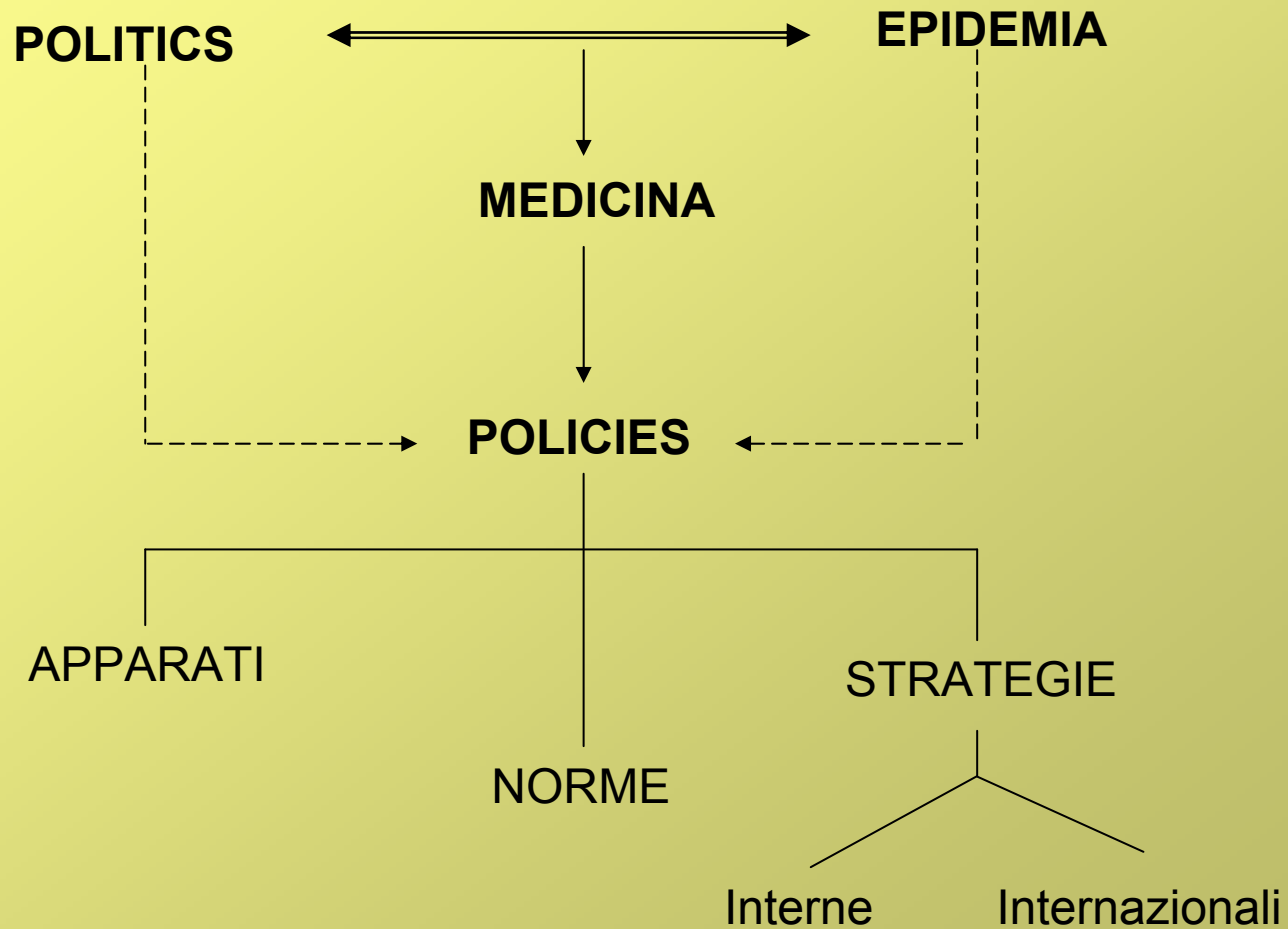 POLITICS
EPIDEMIA
MEDICINA
POLICIES
APPARATI
STRATEGIE
NORME
Interne
Internazionali